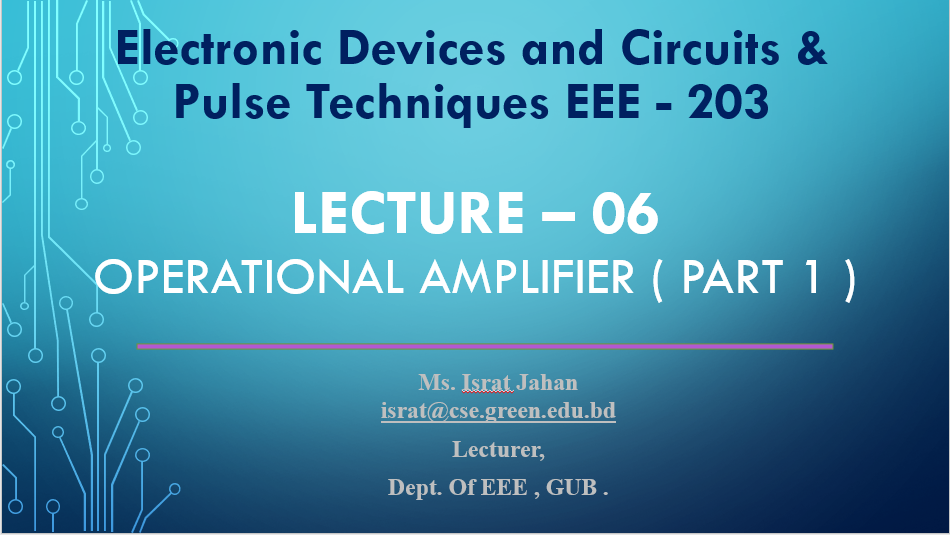 Electronic Devices and Circuits &
Pulse Techniques EEE - 203
LECTURE – 06
OPERATIONAL AMPLIFIER ( PART 1 )
Ms. Israt Jahan
israt@cse.green.edu.bd
Lecturer,
Dept. Of EEE , GUB .